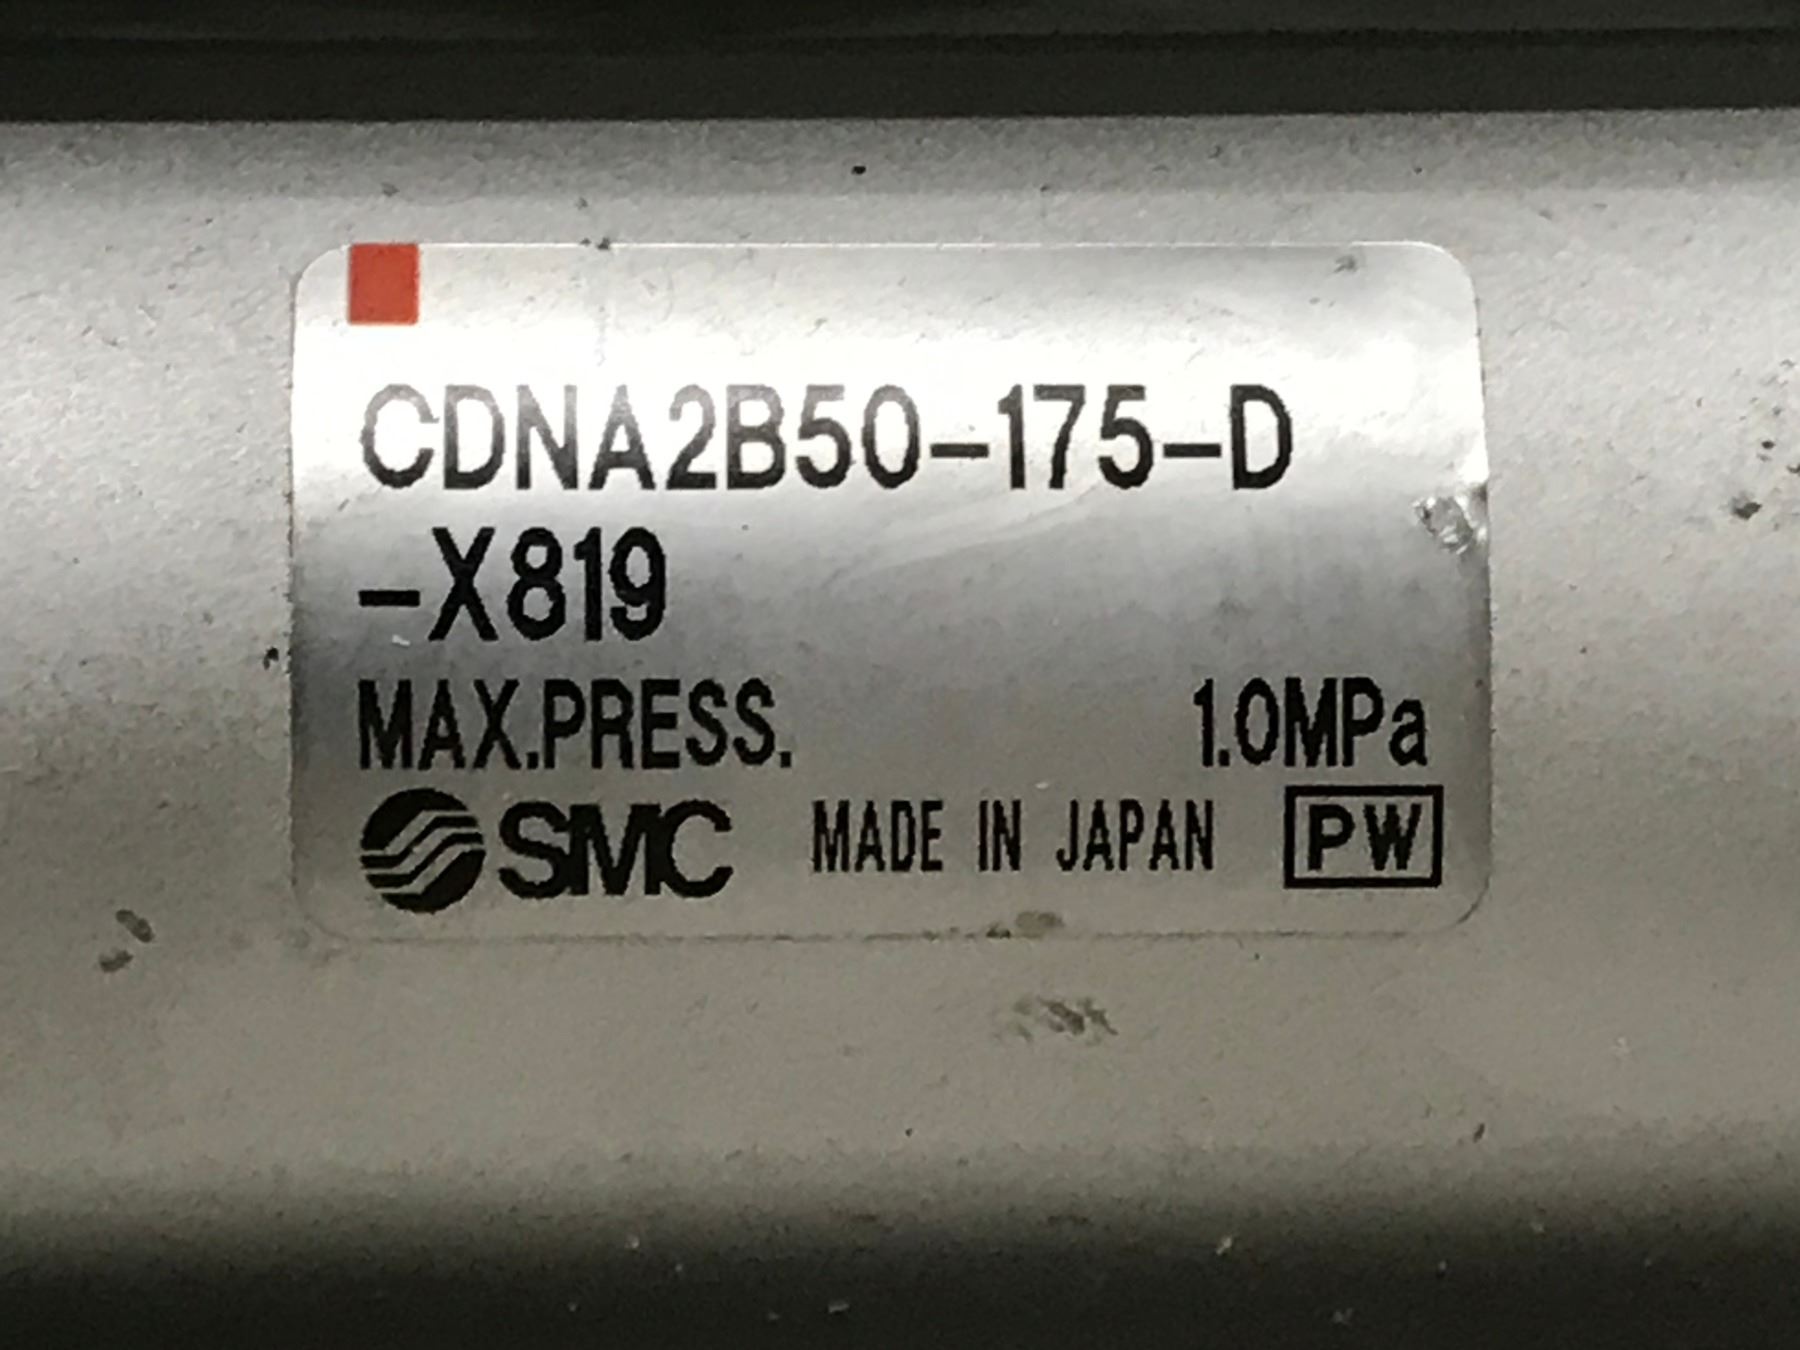 CDNA2B50-175-D
-X819
MAX.PRESS. 1.0MPa
SMC MADE IN JAPAN PW